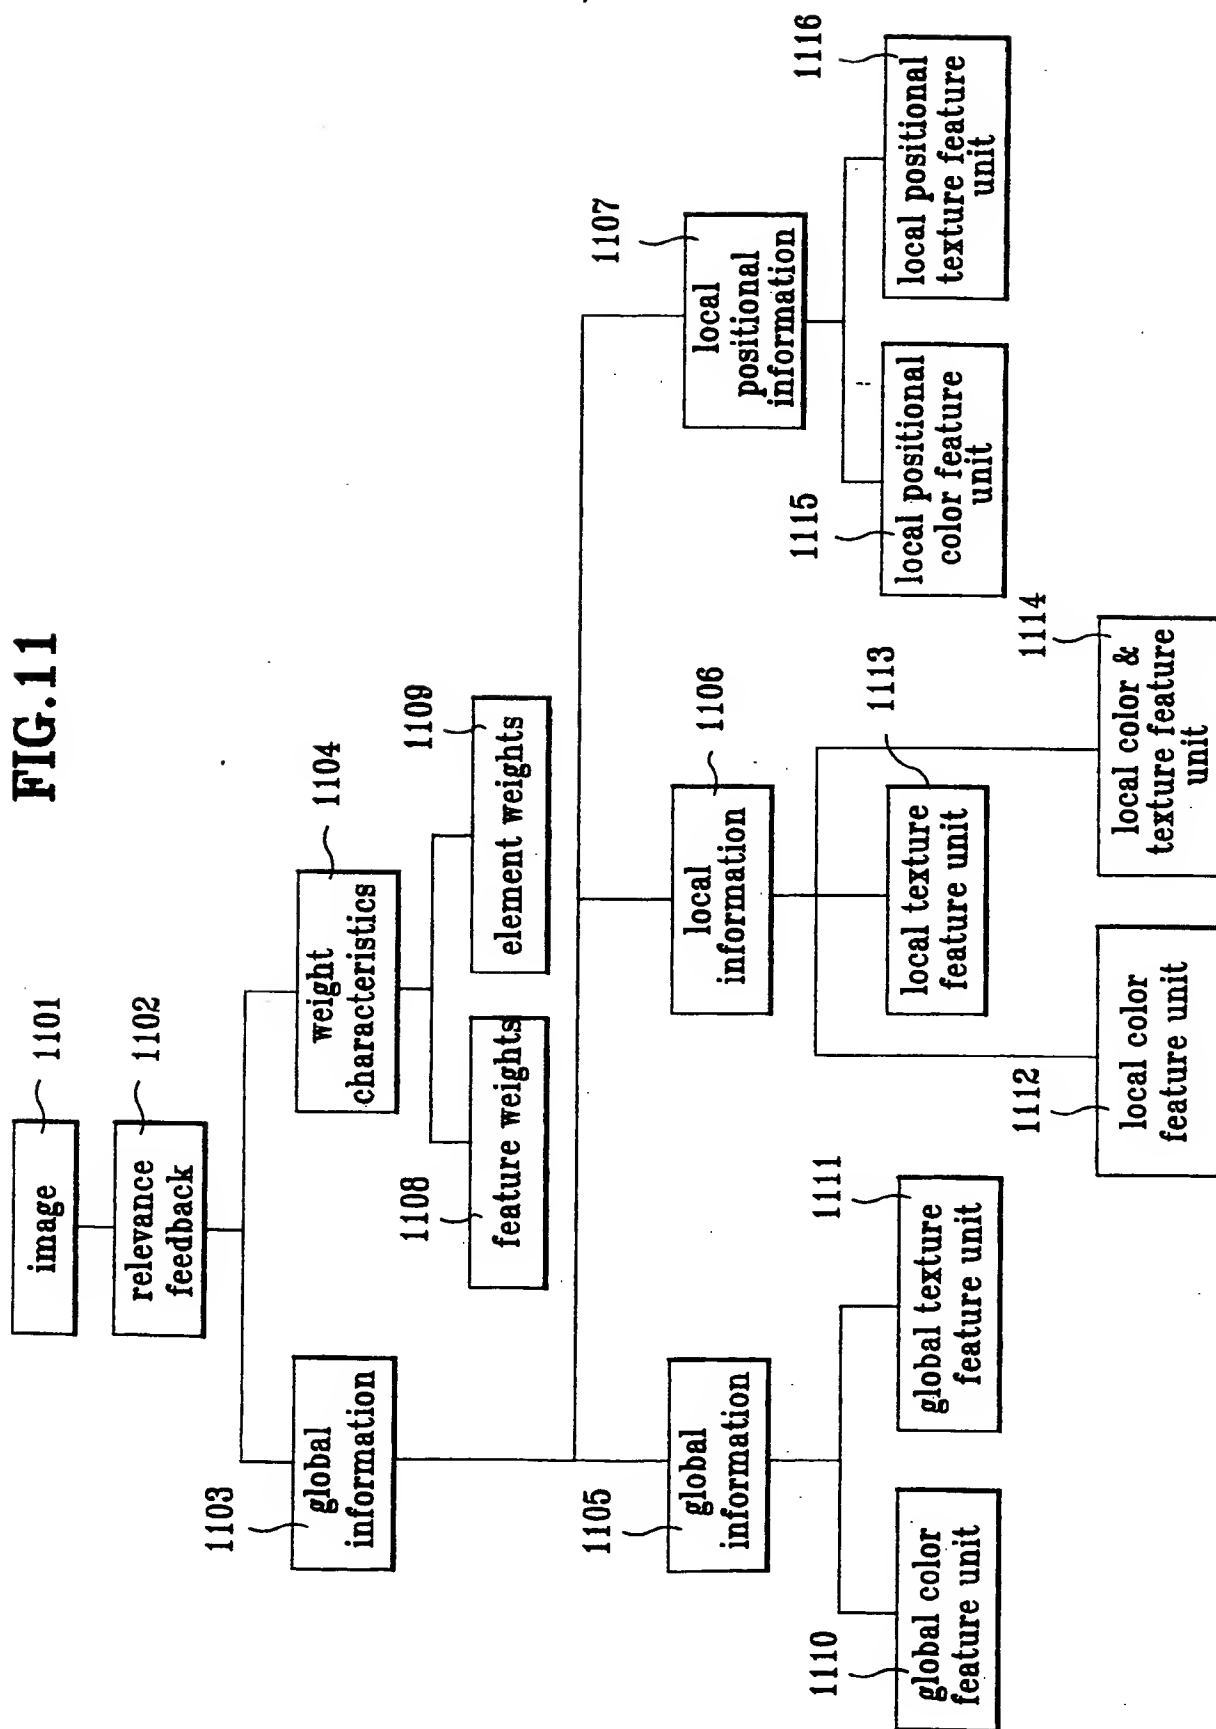 FIG.11
image
1101
relevance
feedback
1102
1103
global
information
weight
characteristics
1104
1108
feature weights
element weights
1109
1105
global
information
local
information
1106
local
positional
information
1107
1110
global color
feature unit
global texture
feature unit
1111
1112
local color
feature unit
local texture
feature unit
1113
local color &
texture feature
unit
1114
1115
local positional
color feature
unit
local positional
texture feature
unit
1116